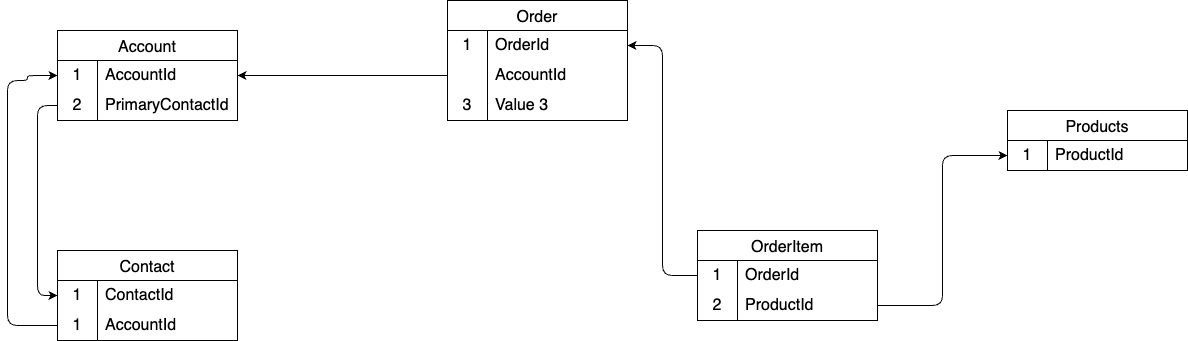 Account
1 AccountId
2 PrimaryContactId
Order
1 OrderId
AccountId
3 Value 3
Products
1 ProductId
OrderItem
1 OrderId
2 ProductId
Contact
1 ContactId
1 AccountId